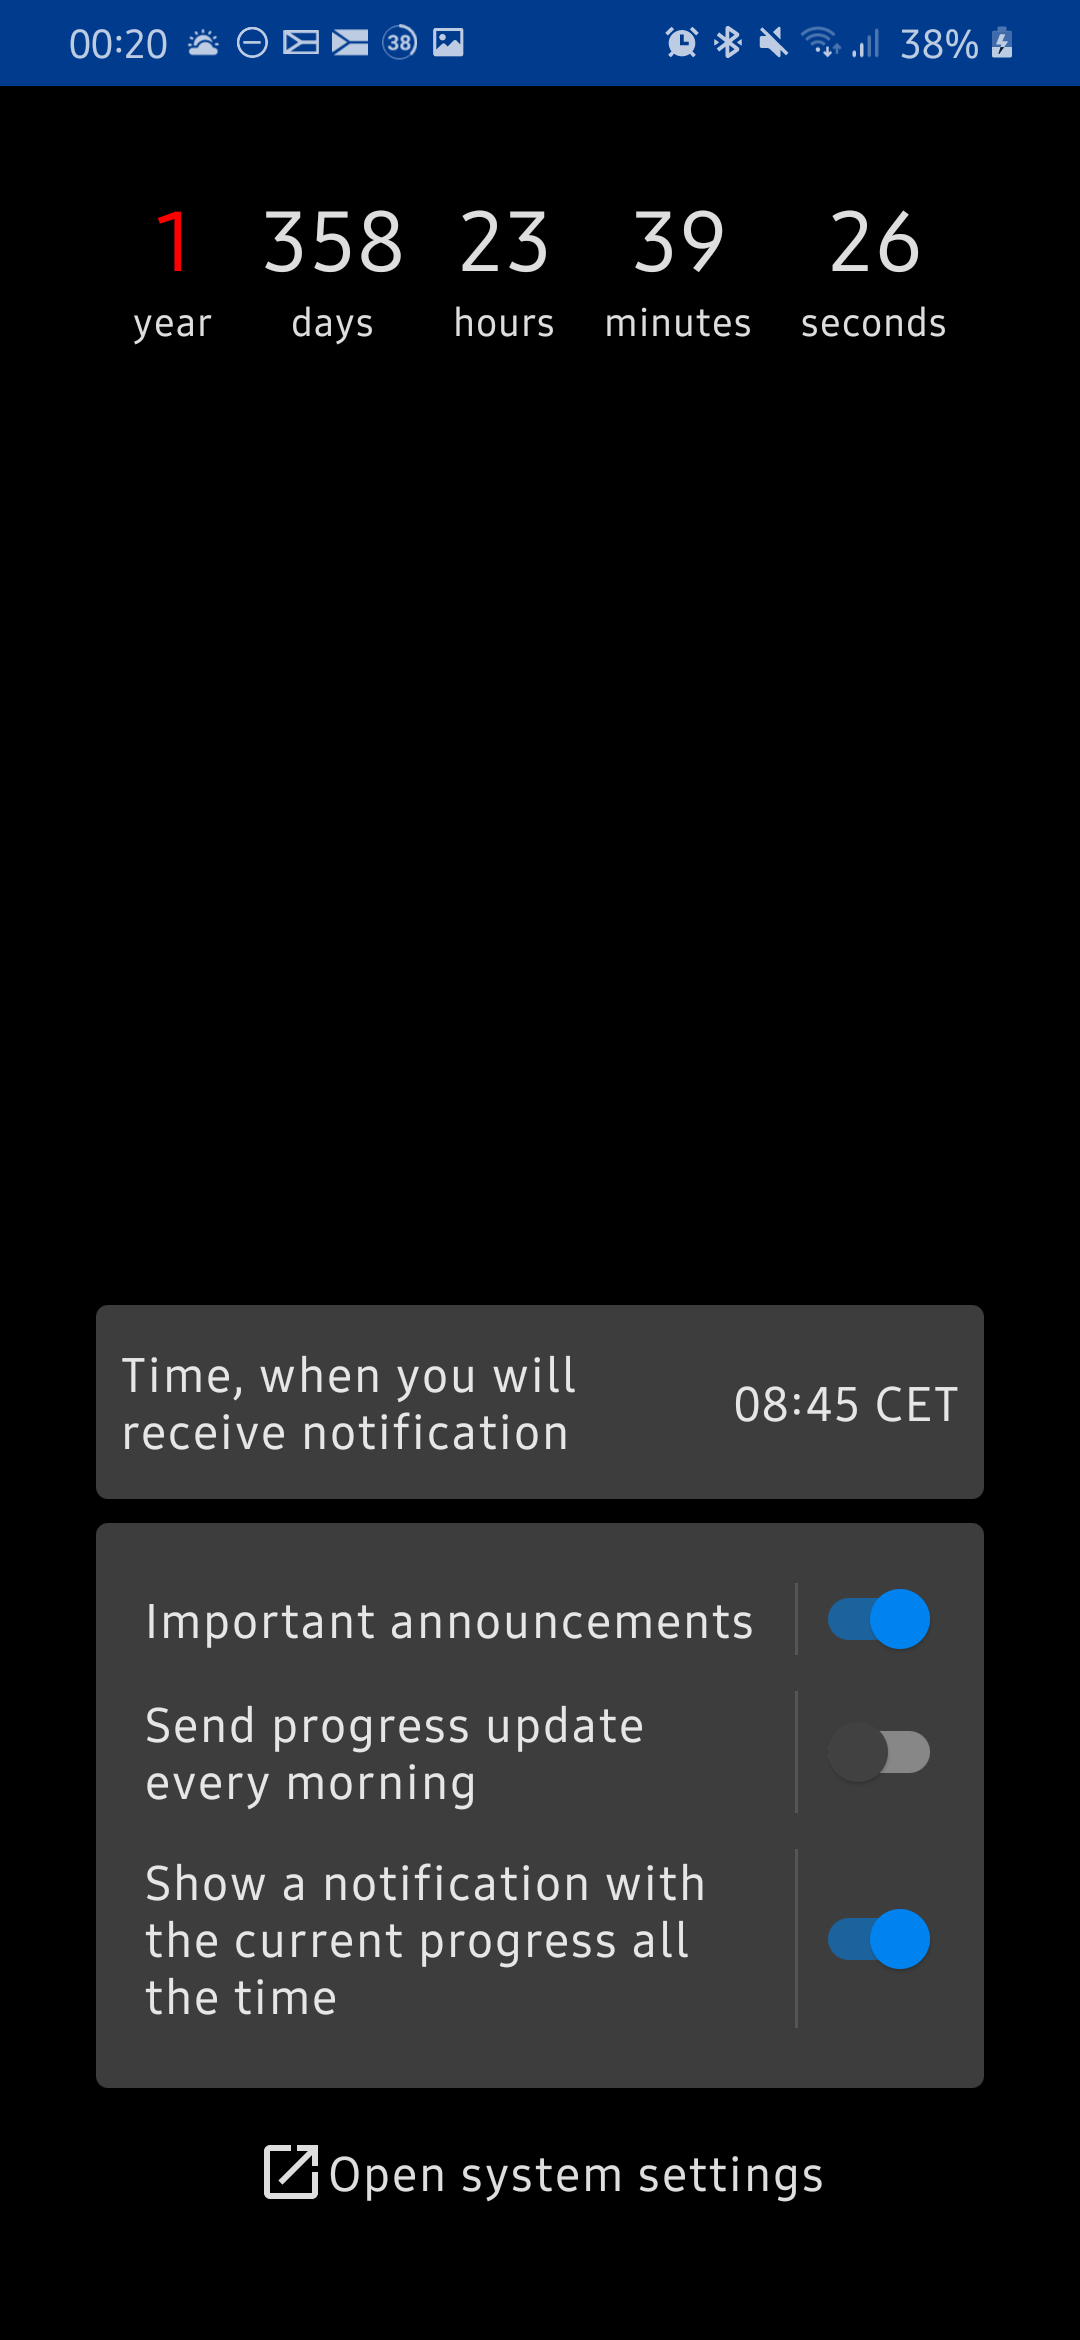 00:20 38 38%
1 358 23 39 26
year days hours minutes seconds
Time, when you will
receive notification
08:45 CET
Important announcements
Send progress update
every morning
Show a notification with
the current progress all
the time
Open system settings